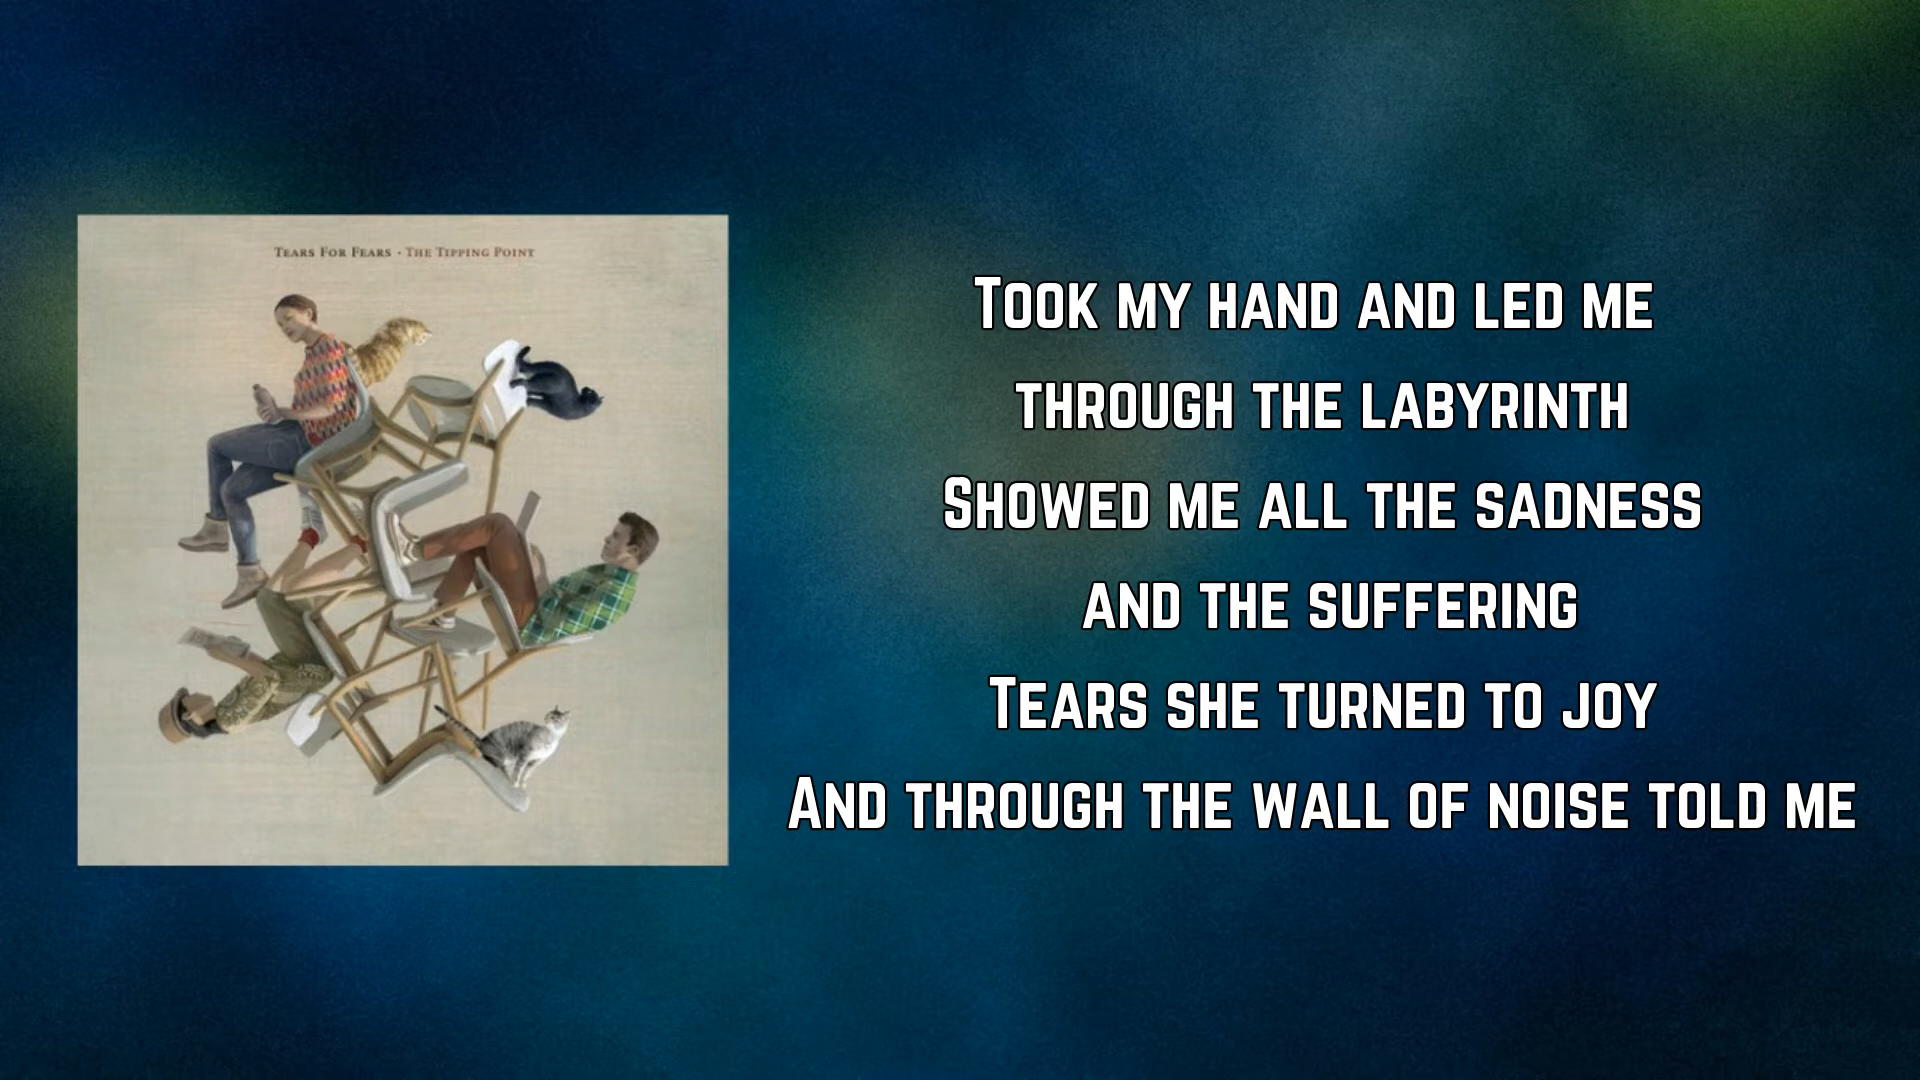 Tears For Fears · The Tipping Point
Took my hand and led me
through the labyrinth
Showed me all the sadness
and the suffering
Tears she turned to joy
And through the wall of noise told me